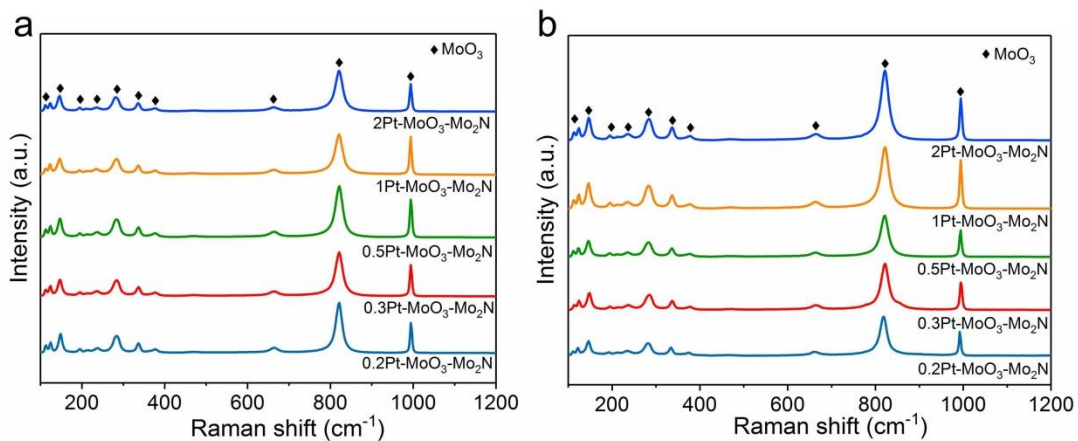 a
◆ MoO₃
2Pt-MoO₃-Mo₂N
1Pt-MoO₃-Mo₂N
0.5Pt-MoO₃-Mo₂N
0.3Pt-MoO₃-Mo₂N
0.2Pt-MoO₃-Mo₂N
Intensity (a.u.)
200 400 600 800 1000 1200
Raman shift (cm⁻¹)
b
◆ MoO₃
2Pt-MoO₃-Mo₂N
1Pt-MoO₃-Mo₂N
0.5Pt-MoO₃-Mo₂N
0.3Pt-MoO₃-Mo₂N
0.2Pt-MoO₃-Mo₂N
Intensity (a.u.)
200 400 600 800 1000 1200
Raman shift (cm⁻¹)